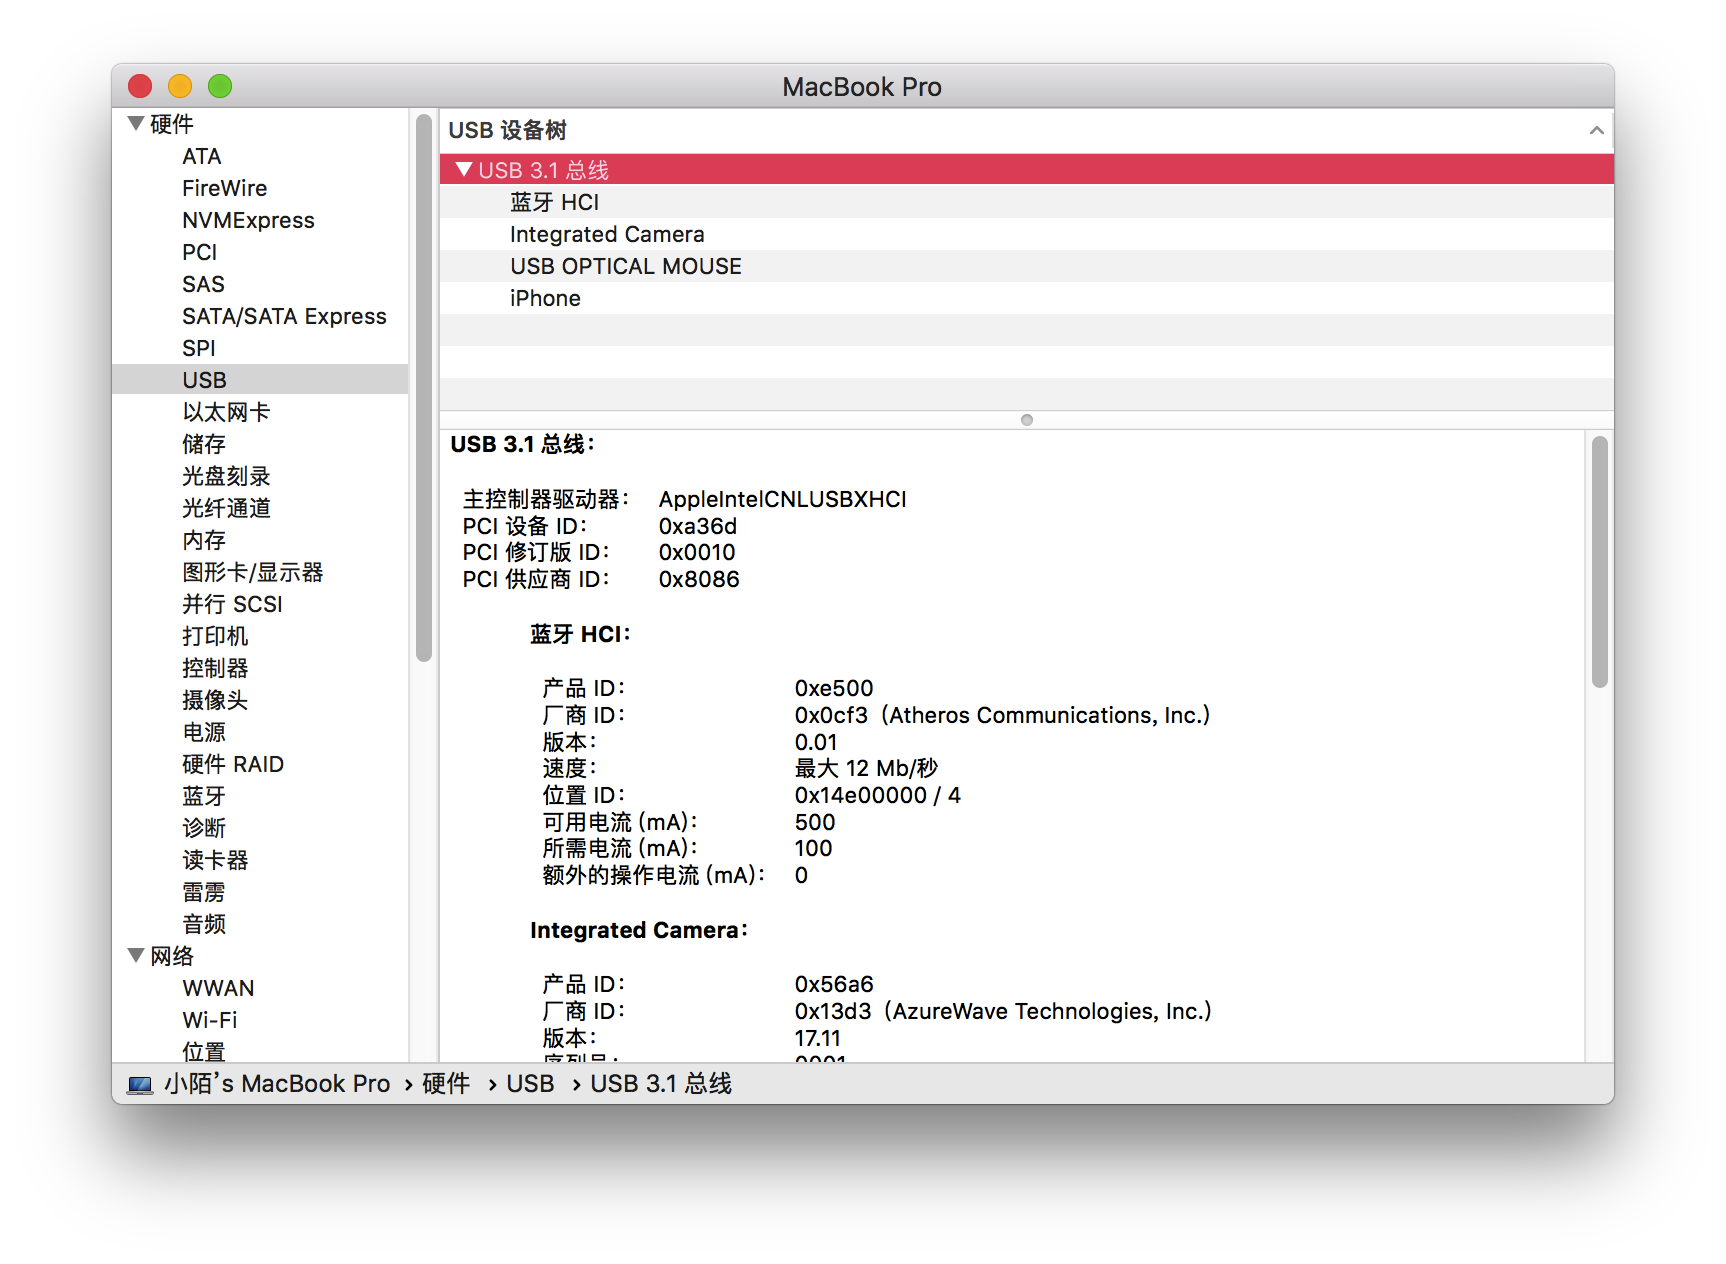 MacBook Pro
硬件
ATA
FireWire
NVMExpress
PCI
SAS
SATA/SATA Express
SPI
USB
以太网卡
储存
光盘刻录
光纤通道
内存
图形卡/显示器
并行 SCSI
打印机
控制器
摄像头
电源
硬件 RAID
蓝牙
诊断
读卡器
雷雳
音频
网络
WWAN
Wi-Fi
位置
USB 设备树
USB 3.1 总线
蓝牙 HCI
Integrated Camera
USB OPTICAL MOUSE
iPhone
USB 3.1 总线：
主控制器驱动器： AppleIntelCNLUSBXHCI
PCI 设备 ID： 0xa36d
PCI 修订版 ID： 0x0010
PCI 供应商 ID： 0x8086
蓝牙 HCI：
产品 ID： 0xe500
厂商 ID： 0x0cf3（Atheros Communications, Inc.）
版本： 0.01
速度： 最大 12 Mb/秒
位置 ID： 0x14e00000 / 4
可用电流 (mA)： 500
所需电流 (mA)： 100
额外的操作电流 (mA)： 0
Integrated Camera：
产品 ID： 0x56a6
厂商 ID： 0x13d3（AzureWave Technologies, Inc.）
版本： 17.11
序列号： 0001
小陌’s MacBook Pro › 硬件 › USB › USB 3.1 总线